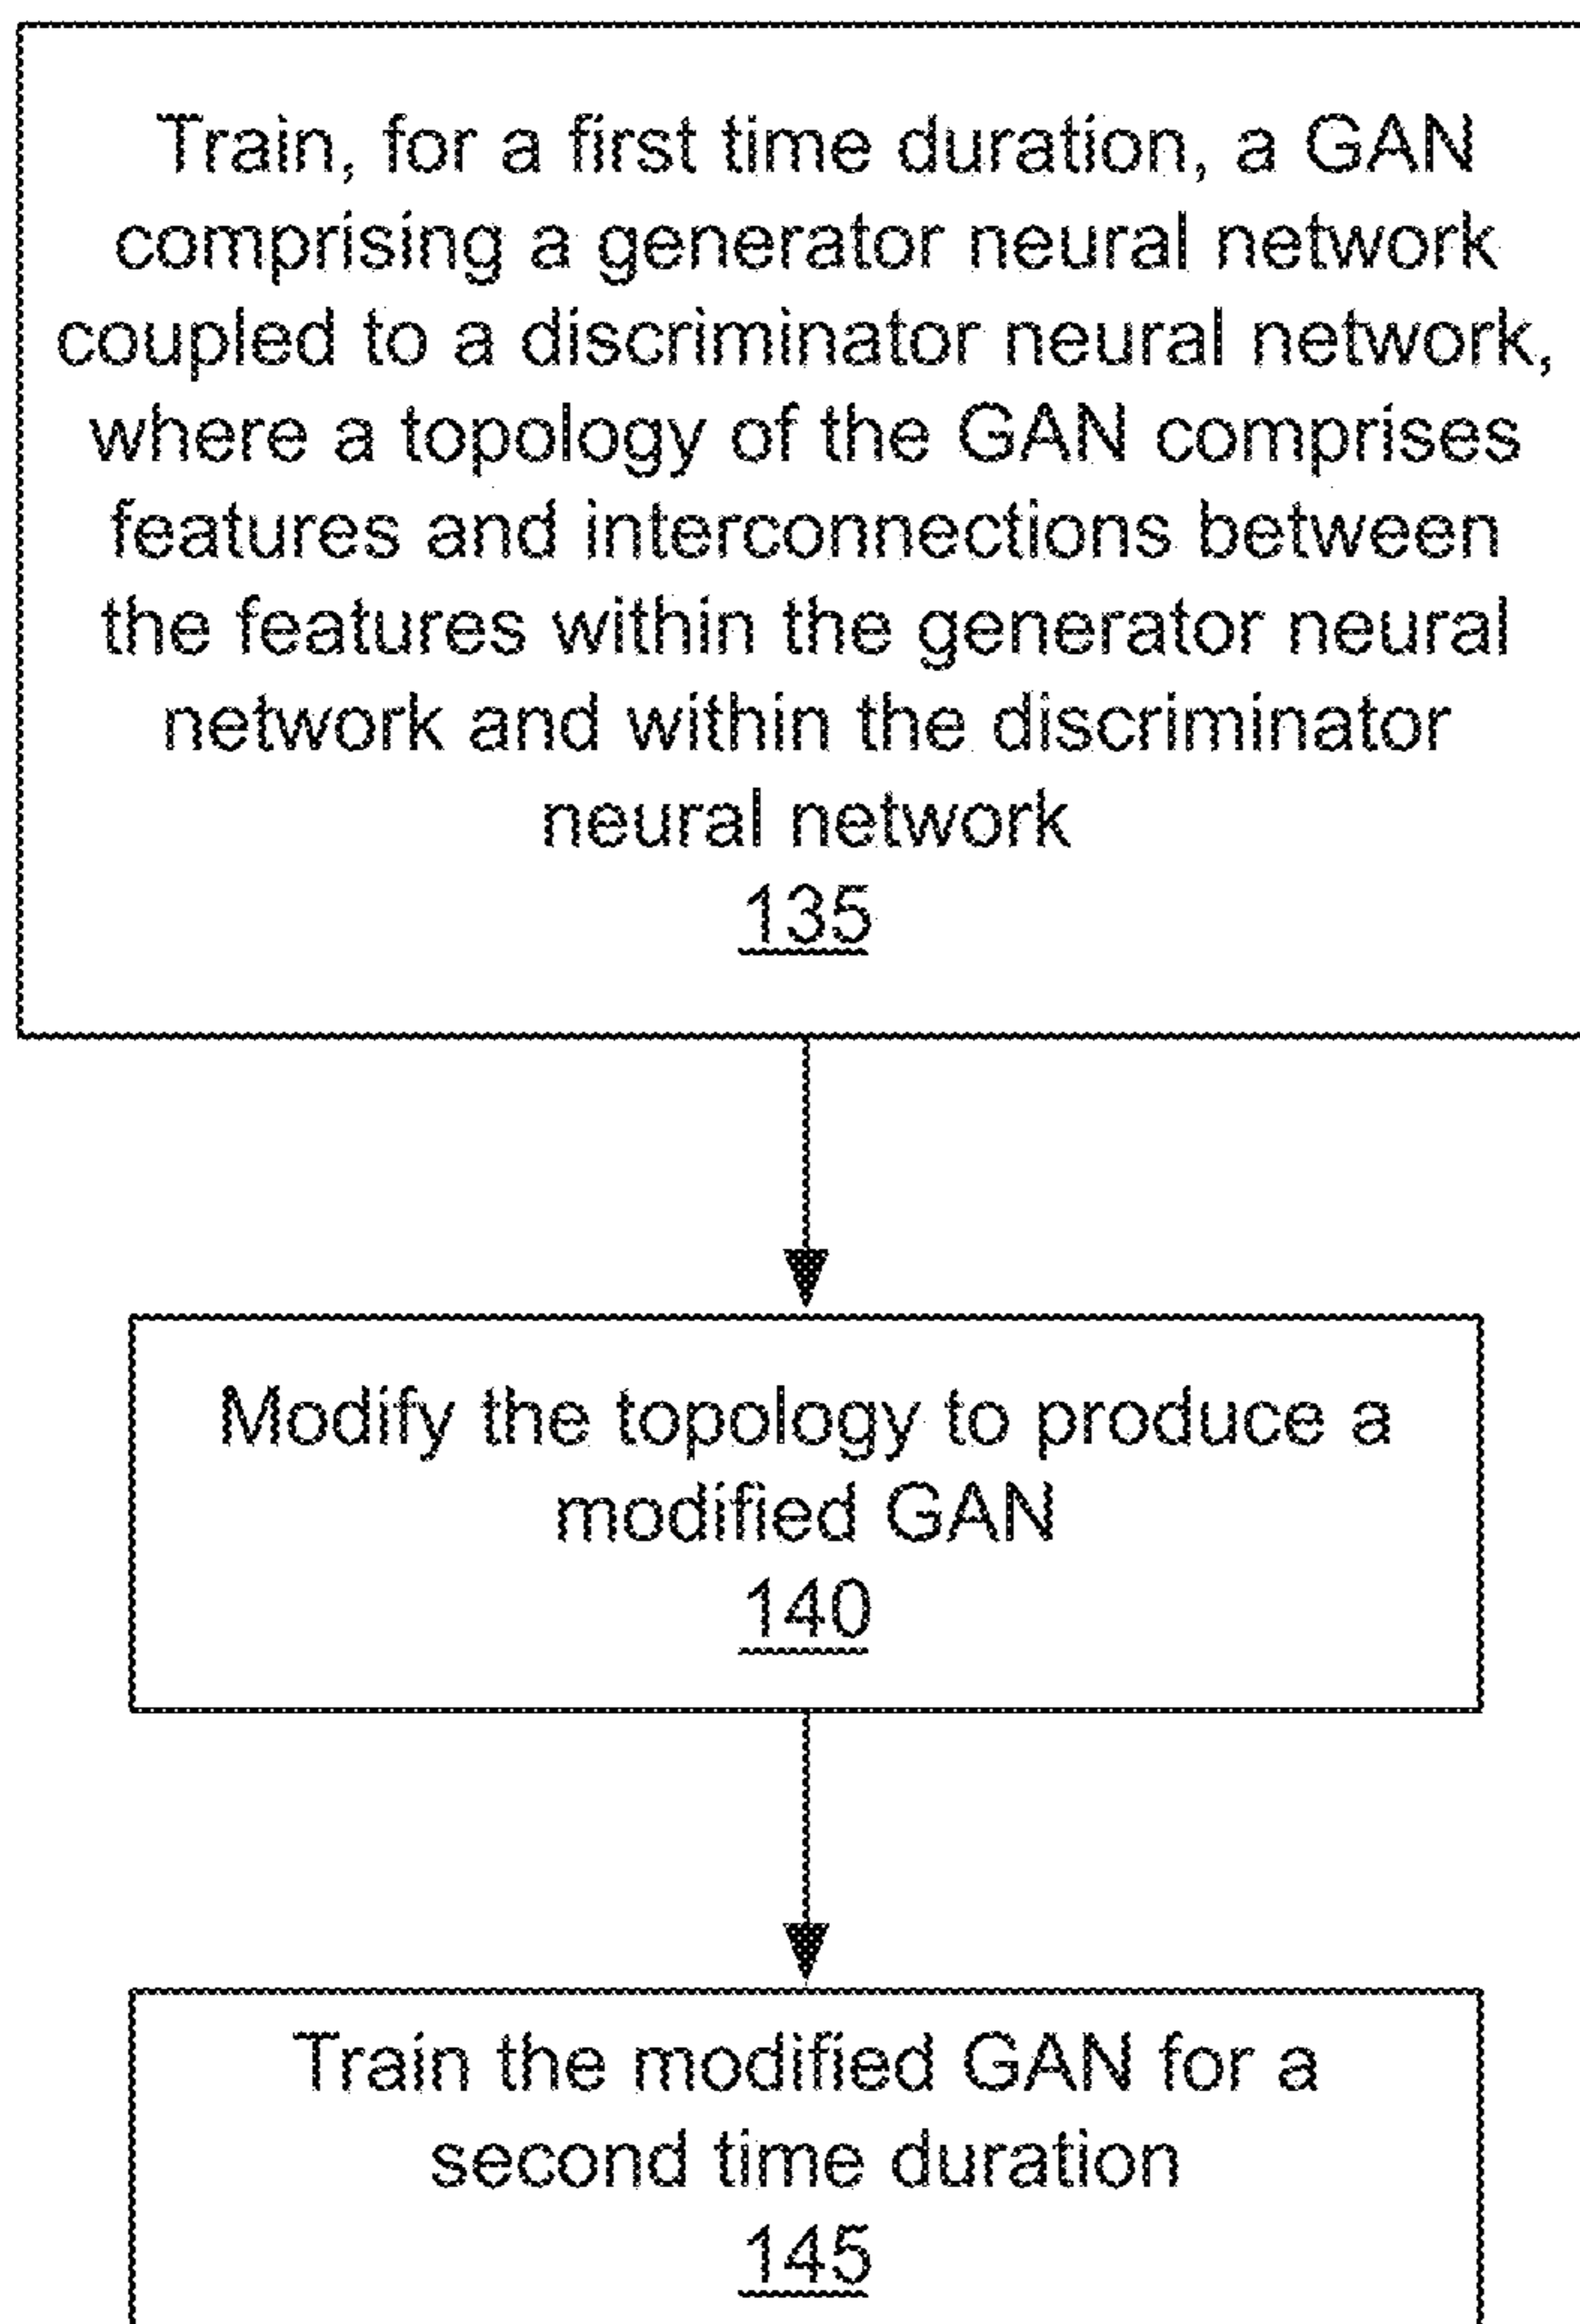 Train, for a first time duration, a GAN
comprising a generator neural network
coupled to a discriminator neural network,
where a topology of the GAN comprises
features and interconnections between
the features within the generator neural
network and within the discriminator
neural network
135
Modify the topology to produce a
modified GAN
140
Train the modified GAN for a
second time duration
145